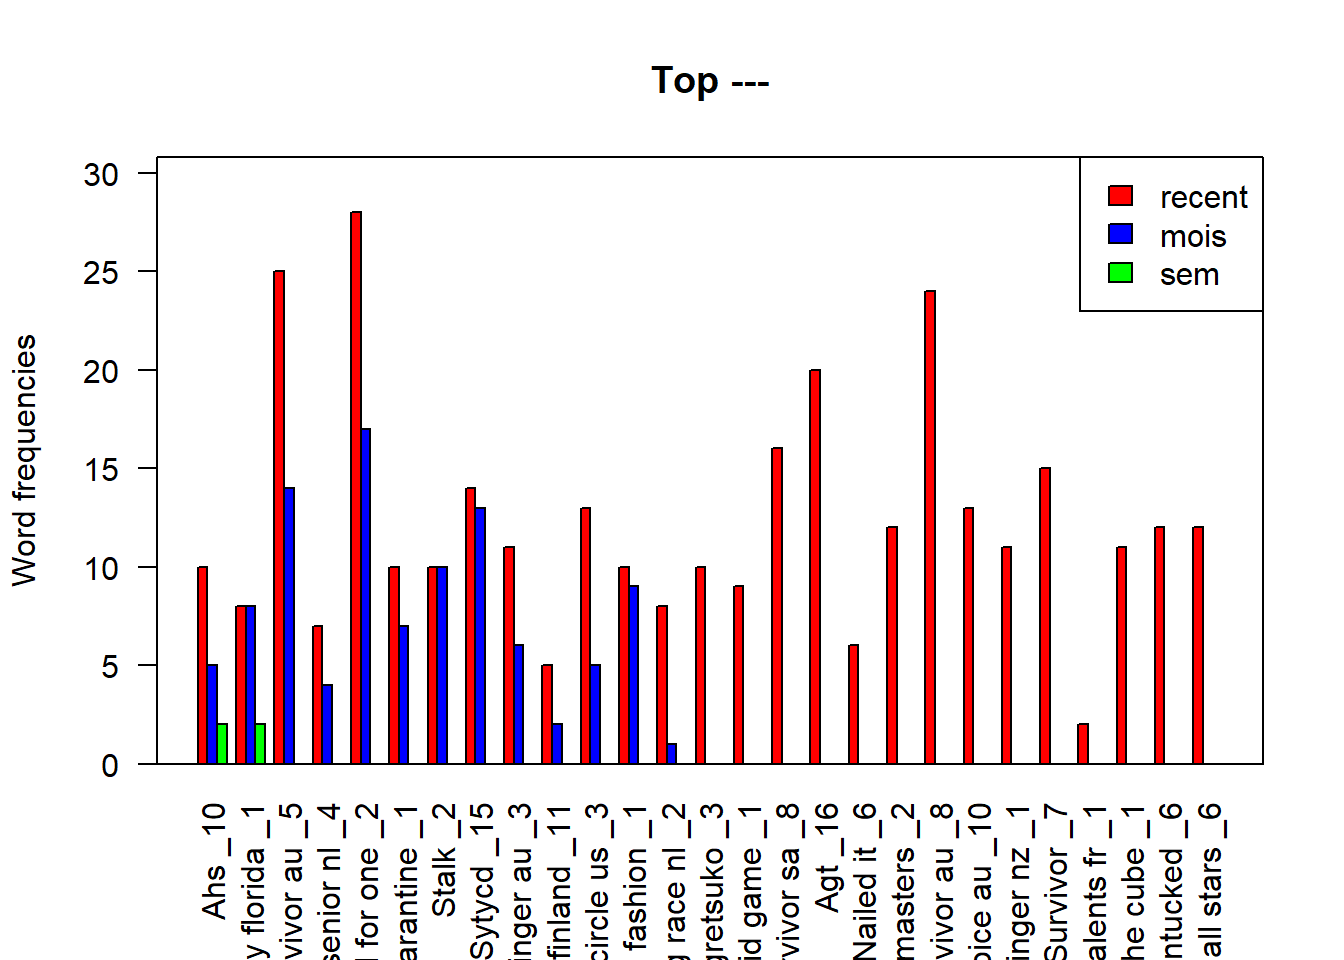 Top ---
Word frequencies
30
25
20
15
10
5
0
recent
mois
sem
Ahs _10
y florida _1
vivor au _5
senior nl _4
l for one _2
arantine _1
Stalk _2
Sytycd _15
inger au _3
finland _11
circle us _3
fashion _1
g race nl _2
gretsuko _3
id game _1
rvivor sa _8
Agt _16
Nailed it _6
masters _2
vivor au _8
oice au _10
inger nz _1
Survivor _7
alents fr _1
he cube _1
ntucked _6
all stars _6